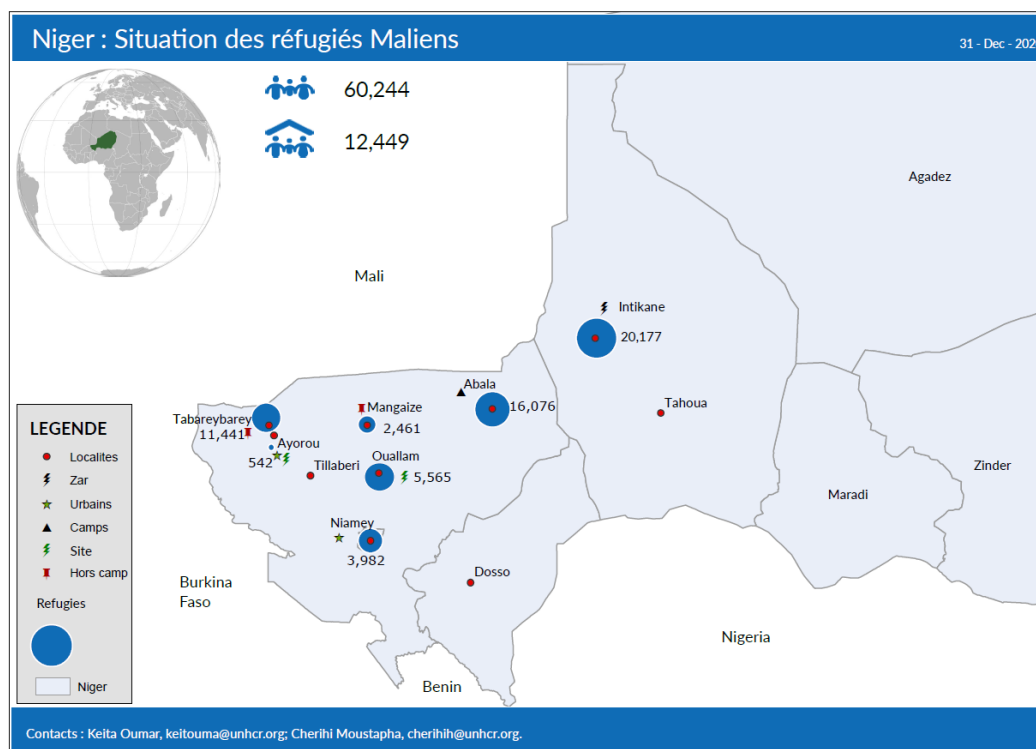 Niger : Situation des réfugiés Maliens
31 - Dec - 202
60,244
12,449
Agadez
Mali
Intikane
20,177
Abala
16,076
Mangaize
2,461
Tabareybarey
11,441
Ayorou
542
Ouallam
5,565
Tillaberi
Tahoua
Zinder
Maradi
Niamey
3,982
Dosso
Burkina
Faso
Nigeria
Benin
LEGENDE
Localites
Zar
Urbains
Camps
Site
Hors camp
Refugies
Niger
Contacts : Keita Oumar, keitouma@unhcr.org; Cherihi Moustapha, cherihih@unhcr.org.